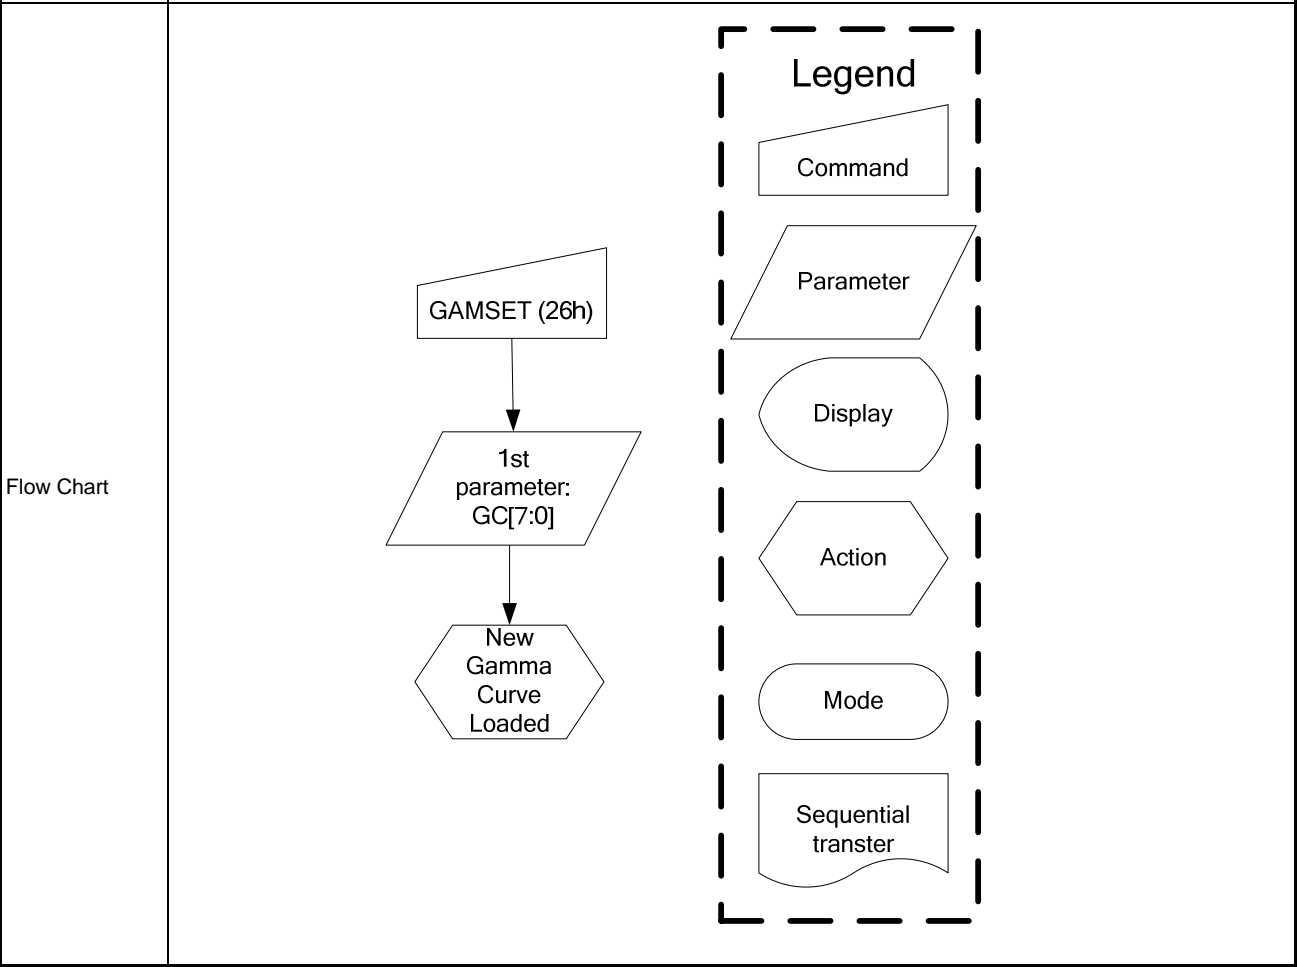 Flow Chart
GAMSET (26h)
1st
parameter:
GC[7:0]
New
Gamma
Curve
Loaded
Legend
Command
Parameter
Display
Action
Mode
Sequential
transter